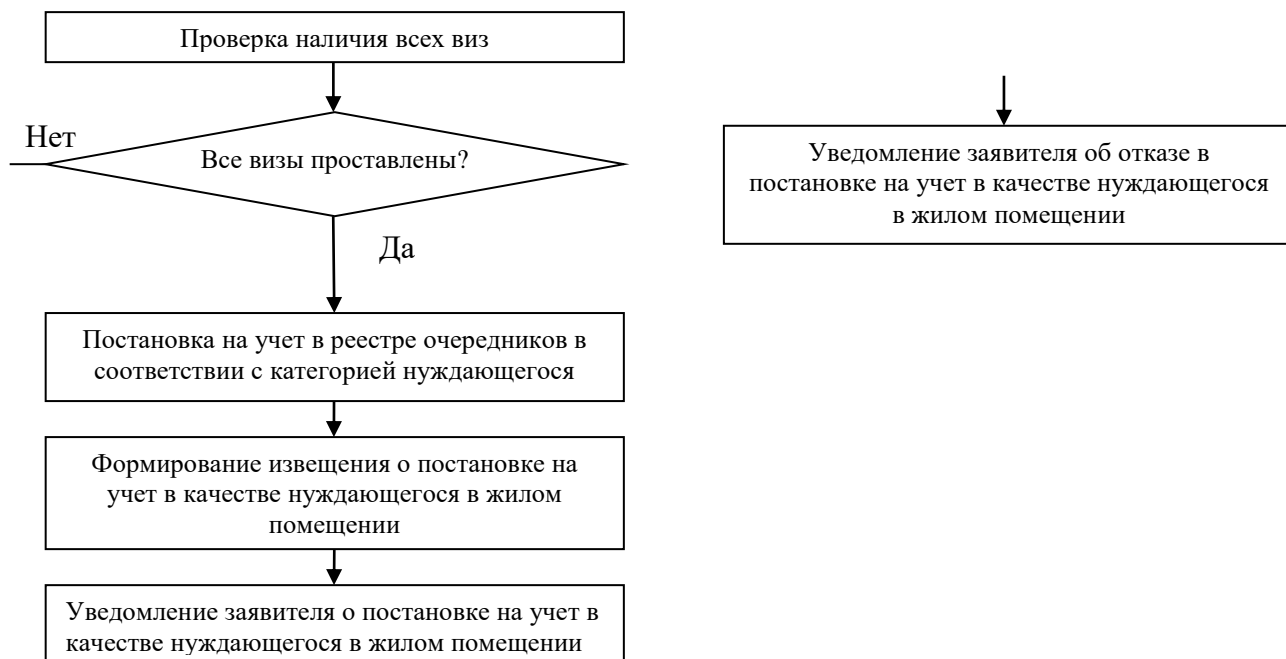 Проверка наличия всех виз
Нет
Все визы проставлены?
Да
Постановка на учет в реестре очередников в
соответствии с категорией нуждающегося
Формирование извещения о постановке на
учет в качестве нуждающегося в жилом
помещении
Уведомление заявителя о постановке на учет в
качестве нуждающегося в жилом помещении
Уведомление заявителя об отказе в
постановке на учет в качестве нуждающегося
в жилом помещении